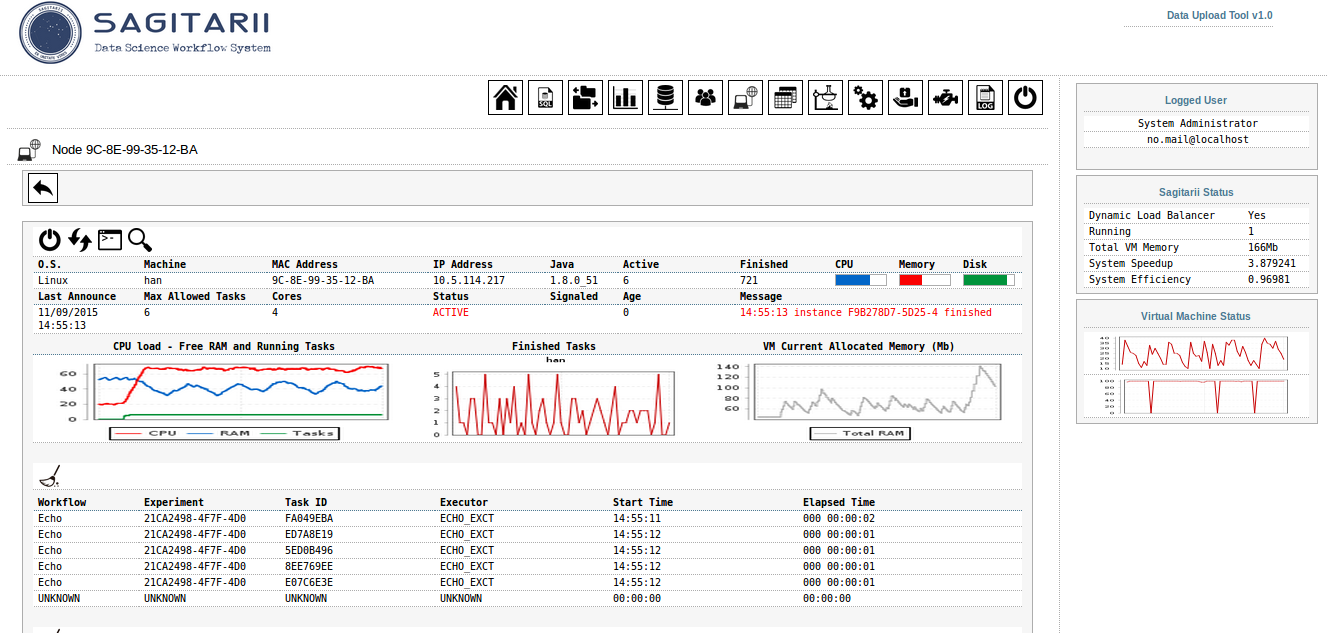 SAGITARII
Data Science Workflow System
Data Upload Tool v1.0
SQL
LOG
Node 9C-8E-99-35-12-BA
O.S. Machine MAC Address IP Address Java Active Finished CPU Memory Disk
Linux han 9C-8E-99-35-12-BA 10.5.114.217 1.8.0_51 6 721
Last Announce Max Allowed Tasks Cores Status Signaled Age Message
11/09/2015 14:55:13 6 4 ACTIVE 0 14:55:13 instance F9B278D7-5D25-4 finished
CPU load - Free RAM and Running Tasks
60
40
20
0
CPU RAM Tasks
Finished Tasks
han
5
4
3
2
1
0
VM Current Allocated Memory (Mb)
140
120
100
80
60
Total RAM
Workflow Experiment Task ID Executor Start Time Elapsed Time
Echo 21CA2498-4F7F-4D0 FA049EBA ECHO_EXCT 14:55:11 000 00:00:02
Echo 21CA2498-4F7F-4D0 ED7A8E19 ECHO_EXCT 14:55:12 000 00:00:01
Echo 21CA2498-4F7F-4D0 5ED0B496 ECHO_EXCT 14:55:12 000 00:00:01
Echo 21CA2498-4F7F-4D0 8EE769EE ECHO_EXCT 14:55:12 000 00:00:01
Echo 21CA2498-4F7F-4D0 E07C6E3E ECHO_EXCT 14:55:12 000 00:00:01
UNKNOWN UNKNOWN UNKNOWN UNKNOWN 00:00:00 00:00:00
Logged User
System Administrator
no.mail@localhost
Sagitarii Status
Dynamic Load Balancer Yes
Running 1
Total VM Memory 166Mb
System Speedup 3.879241
System Efficiency 0.96981
Virtual Machine Status